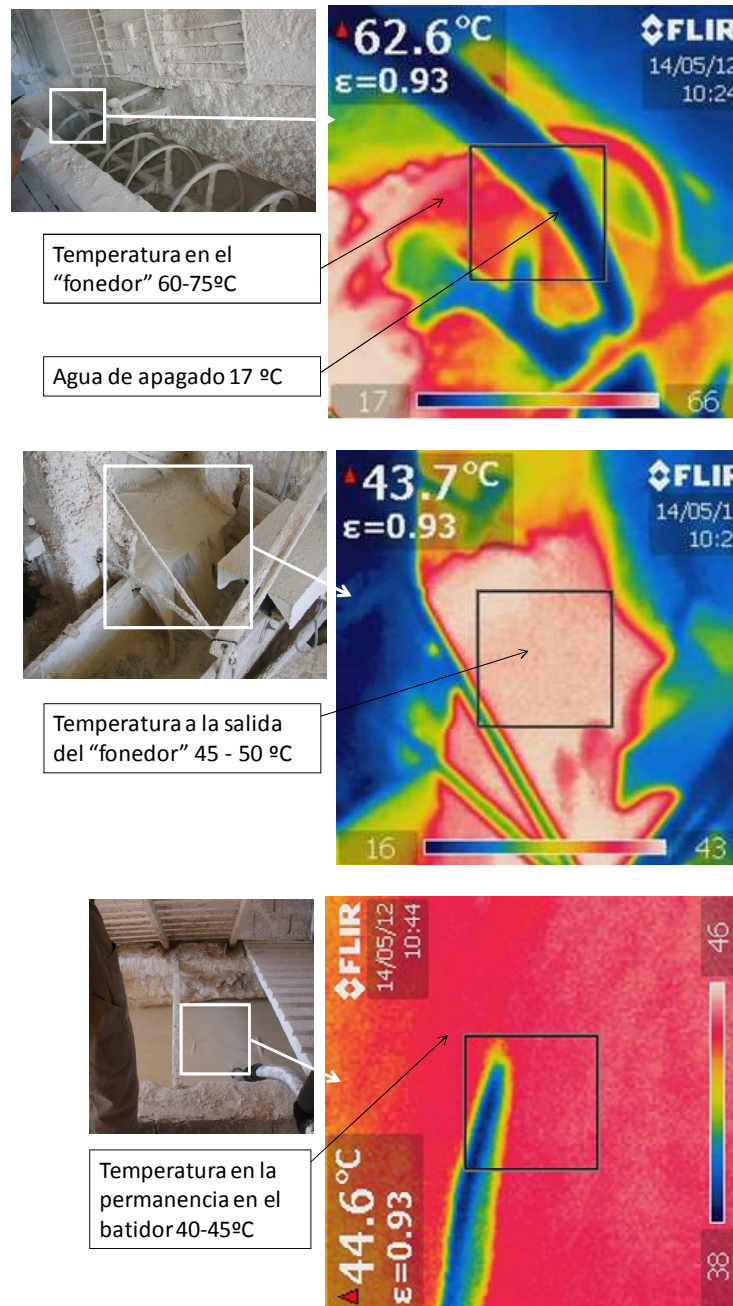 62.6°C
ε=0.93
FLIR
14/05/12
10:24
Temperatura en el
“fonedor” 60-75ºC
Agua de apagado 17 ºC
17
66
43.7°C
ε=0.93
FLIR
14/05/1
10:2
Temperatura a la salida
del “fonedor” 45 - 50 ºC
16
43
FLIR
14/05/12
10:44
46
Temperatura en la
permanencia en el
batidor 40-45ºC
44.6°C
ε=0.93
38